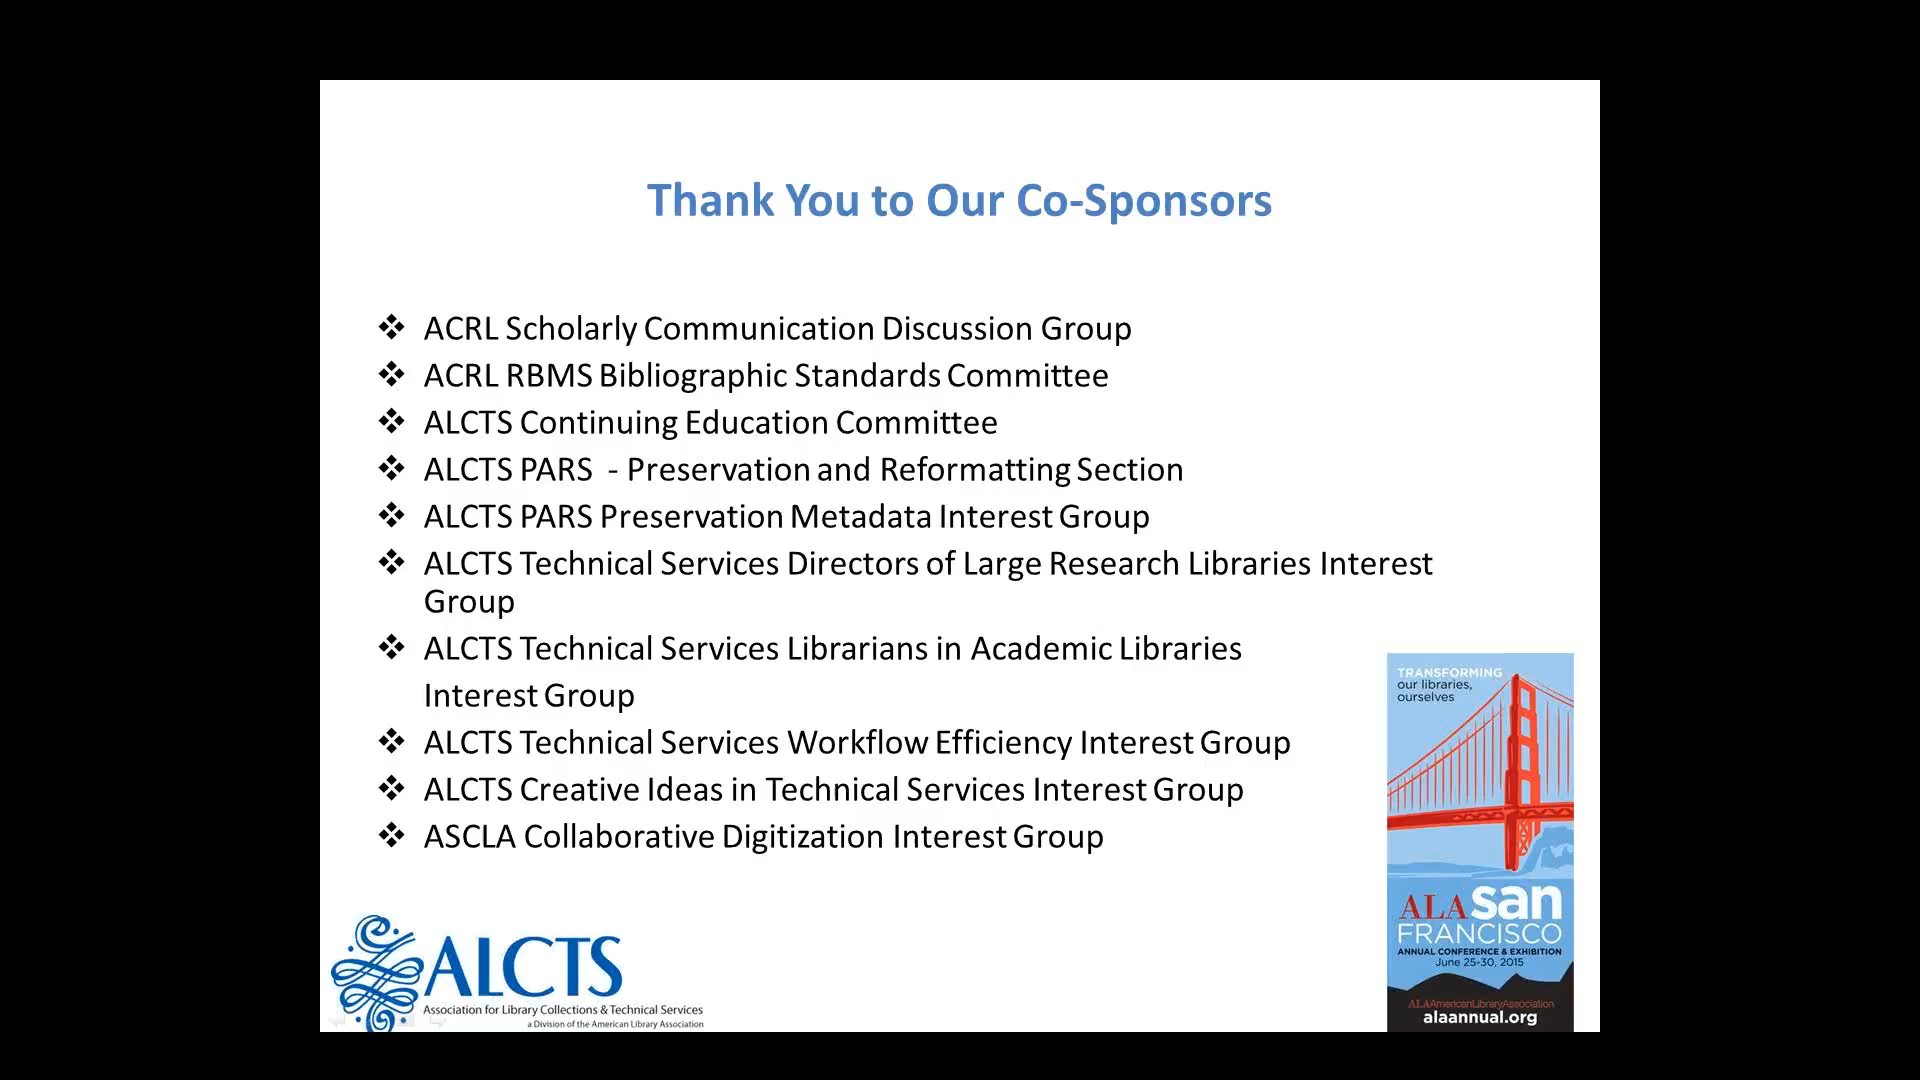 Thank You to Our Co-Sponsors
❖ ACRL Scholarly Communication Discussion Group
❖ ACRL RBMS Bibliographic Standards Committee
❖ ALCTS Continuing Education Committee
❖ ALCTS PARS - Preservation and Reformatting Section
❖ ALCTS PARS Preservation Metadata Interest Group
❖ ALCTS Technical Services Directors of Large Research Libraries Interest
Group
❖ ALCTS Technical Services Librarians in Academic Libraries
Interest Group
❖ ALCTS Technical Services Workflow Efficiency Interest Group
❖ ALCTS Creative Ideas in Technical Services Interest Group
❖ ASCLA Collaborative Digitization Interest Group
ALCTS
Association for Library Collections & Technical Services
a Division of the American Library Association
TRANSFORMING
our libraries,
ourselves
ALA san
FRANCISCO
ANNUAL CONFERENCE & EXHIBITION
June 25-30, 2015
ALAAmericanLibraryAssociation
alaannual.org